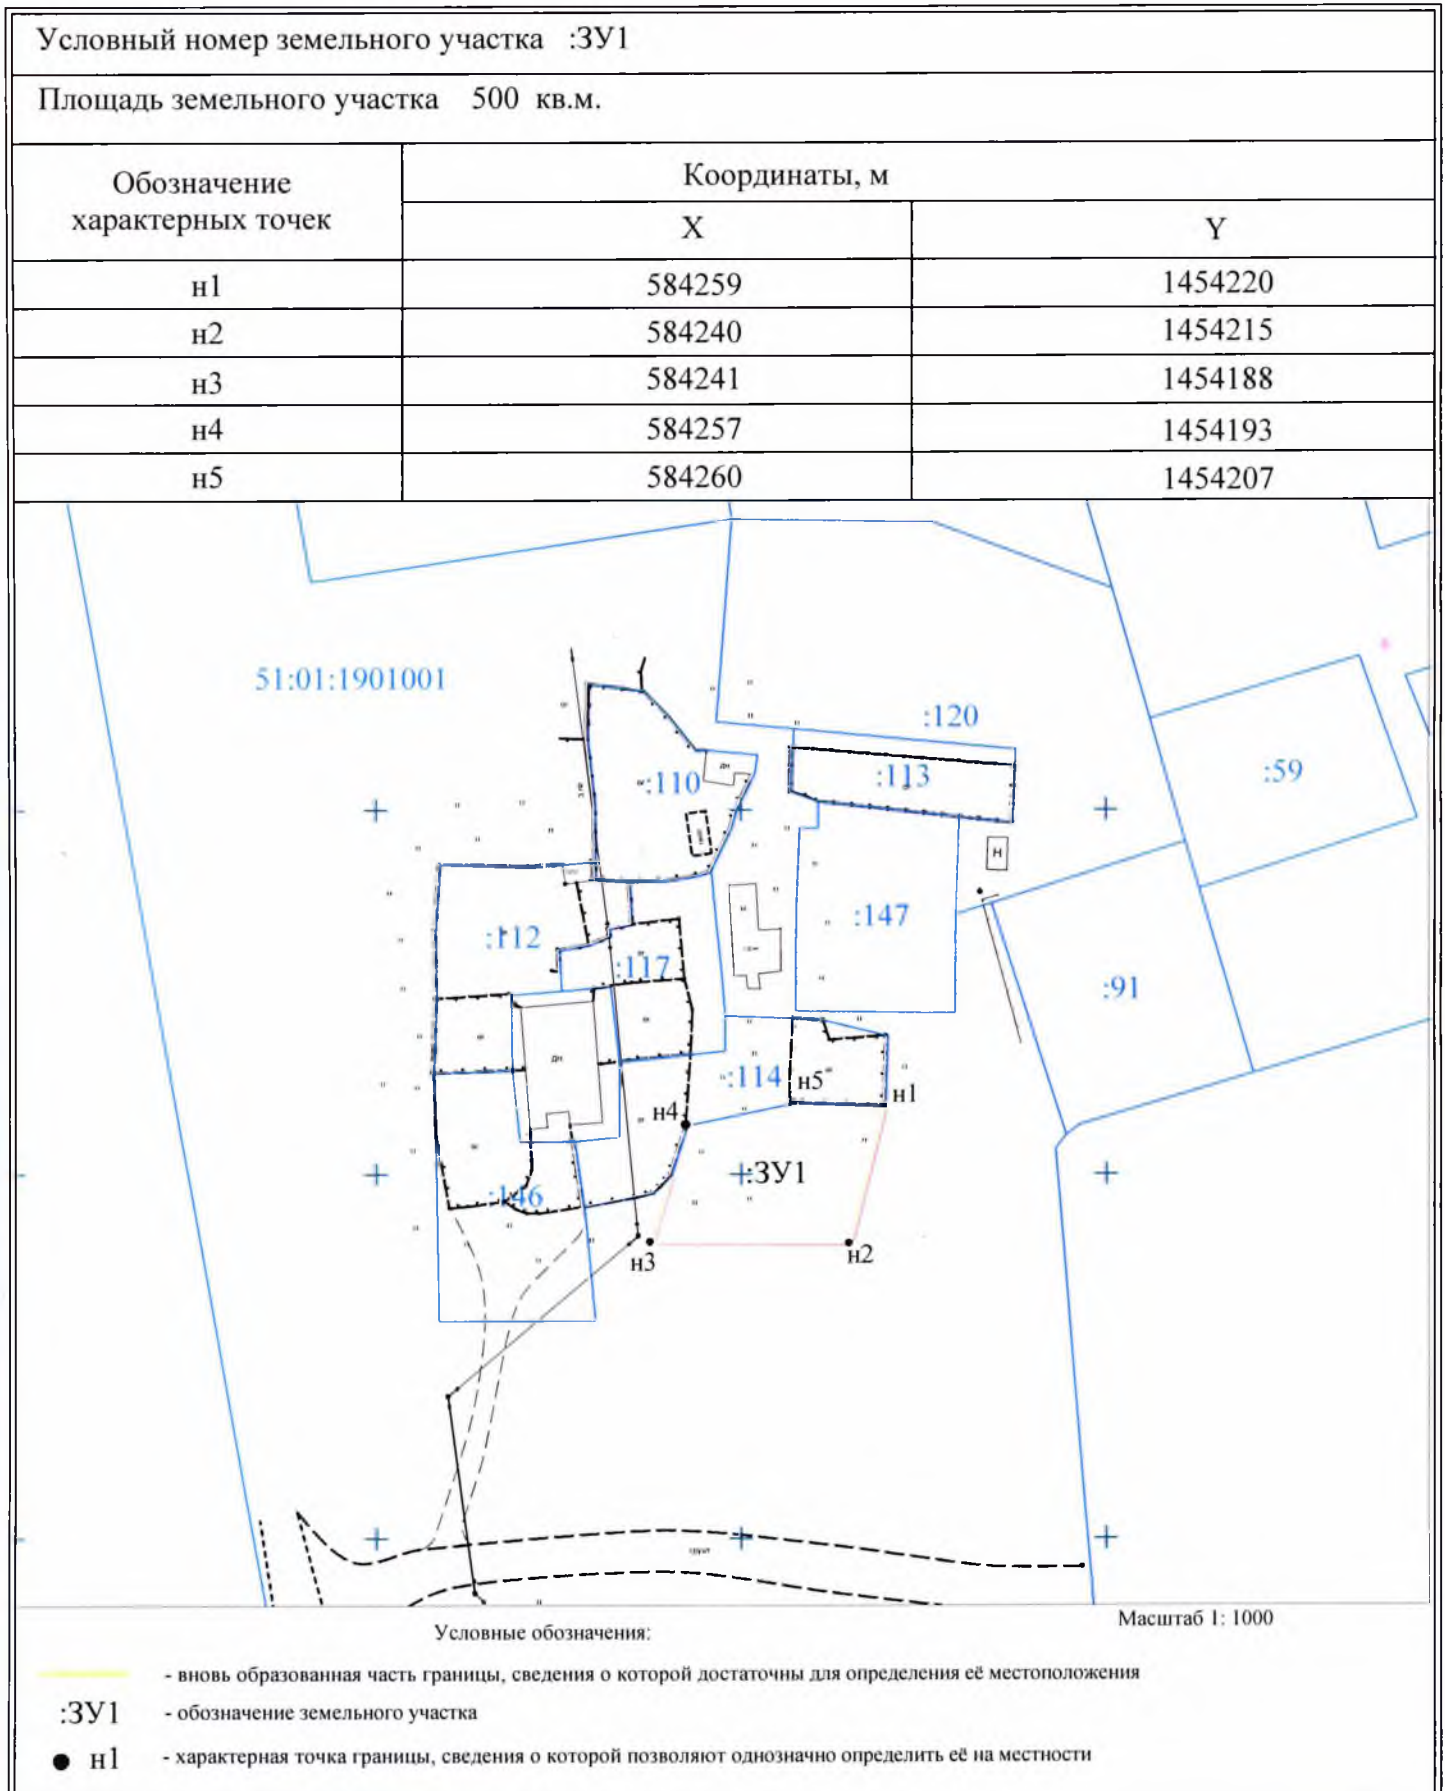 Условный номер земельного участка :ЗУ1
Площадь земельного участка 500 кв.м.
Обозначение характерных точек
Координаты, м
X Y
н1 584259 1454220
н2 584240 1454215
н3 584241 1454188
н4 584257 1454193
н5 584260 1454207
51:01:1901001
:120
:110
:113
:59
дн
Н
:112
:117
:147
:91
дн
:114
н5
н1
н4
:ЗУ1
:146
н3
н2
Масштаб 1: 1000
Условные обозначения:
- вновь образованная часть границы, сведения о которой достаточны для определения её местоположения
:ЗУ1 - обозначение земельного участка
н1 - характерная точка границы, сведения о которой позволяют однозначно определить её на местности